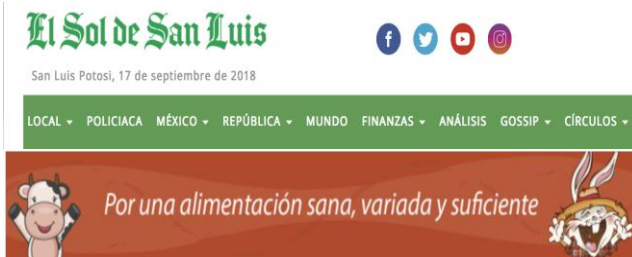 El Sol de San Luis
San Luis Potosi, 17 de septiembre de 2018
LOCAL POLICIACA MÉXICO REPÚBLICA MUNDO FINANZAS ANÁLISIS GOSSIP CÍRCULOS
Por una alimentación sana, variada y suficiente